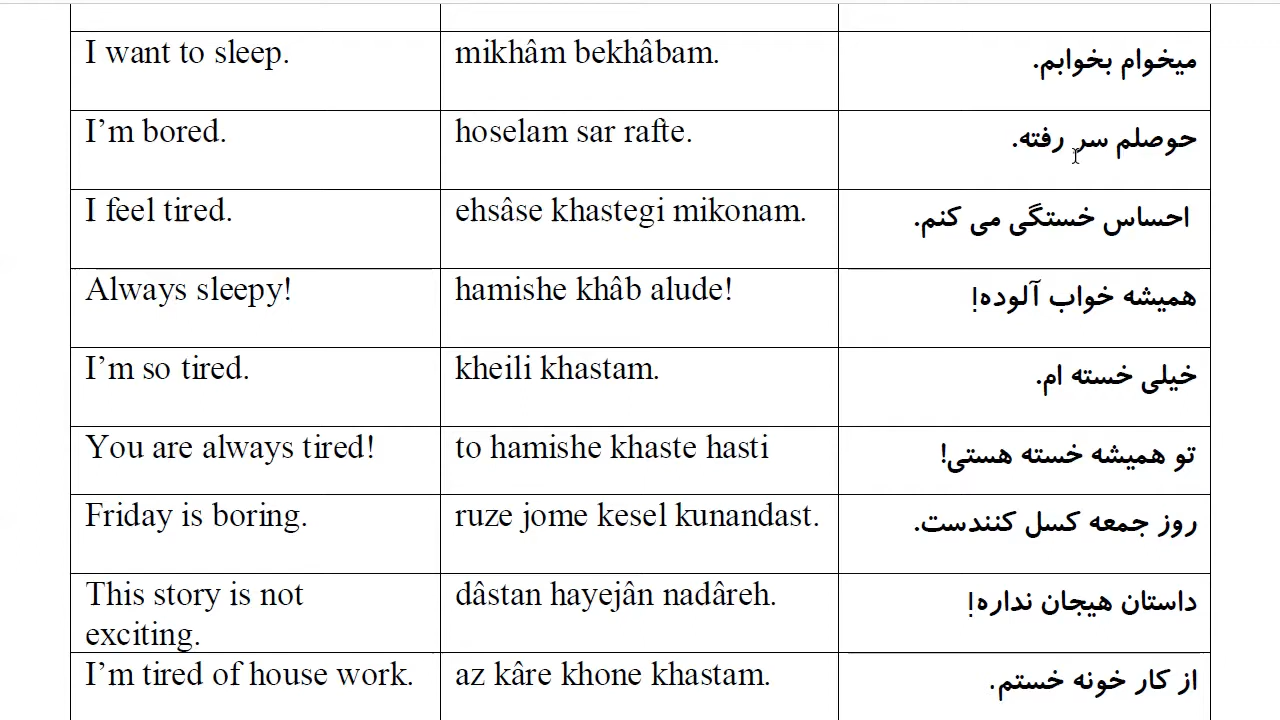 I want to sleep.
mikhâm bekhâbam.
میخوام بخوابم.
I’m bored.
hoselam sar rafte.
حوصلم سر رفته.
I feel tired.
ehsâse khastegi mikonam.
احساس خستگی می کنم.
Always sleepy!
hamishe khâb alude!
همیشه خواب آلوده!
I’m so tired.
kheili khastam.
خیلی خسته ام.
You are always tired!
to hamishe khaste hasti
تو همیشه خسته هستی!
Friday is boring.
ruze jome kesel kunandast.
روز جمعه کسل کنندست.
This story is not
exciting.
dâstan hayejân nadâreh.
داستان هیجان نداره!
I’m tired of house work.
az kâre khone khastam.
از کار خونه خستم.